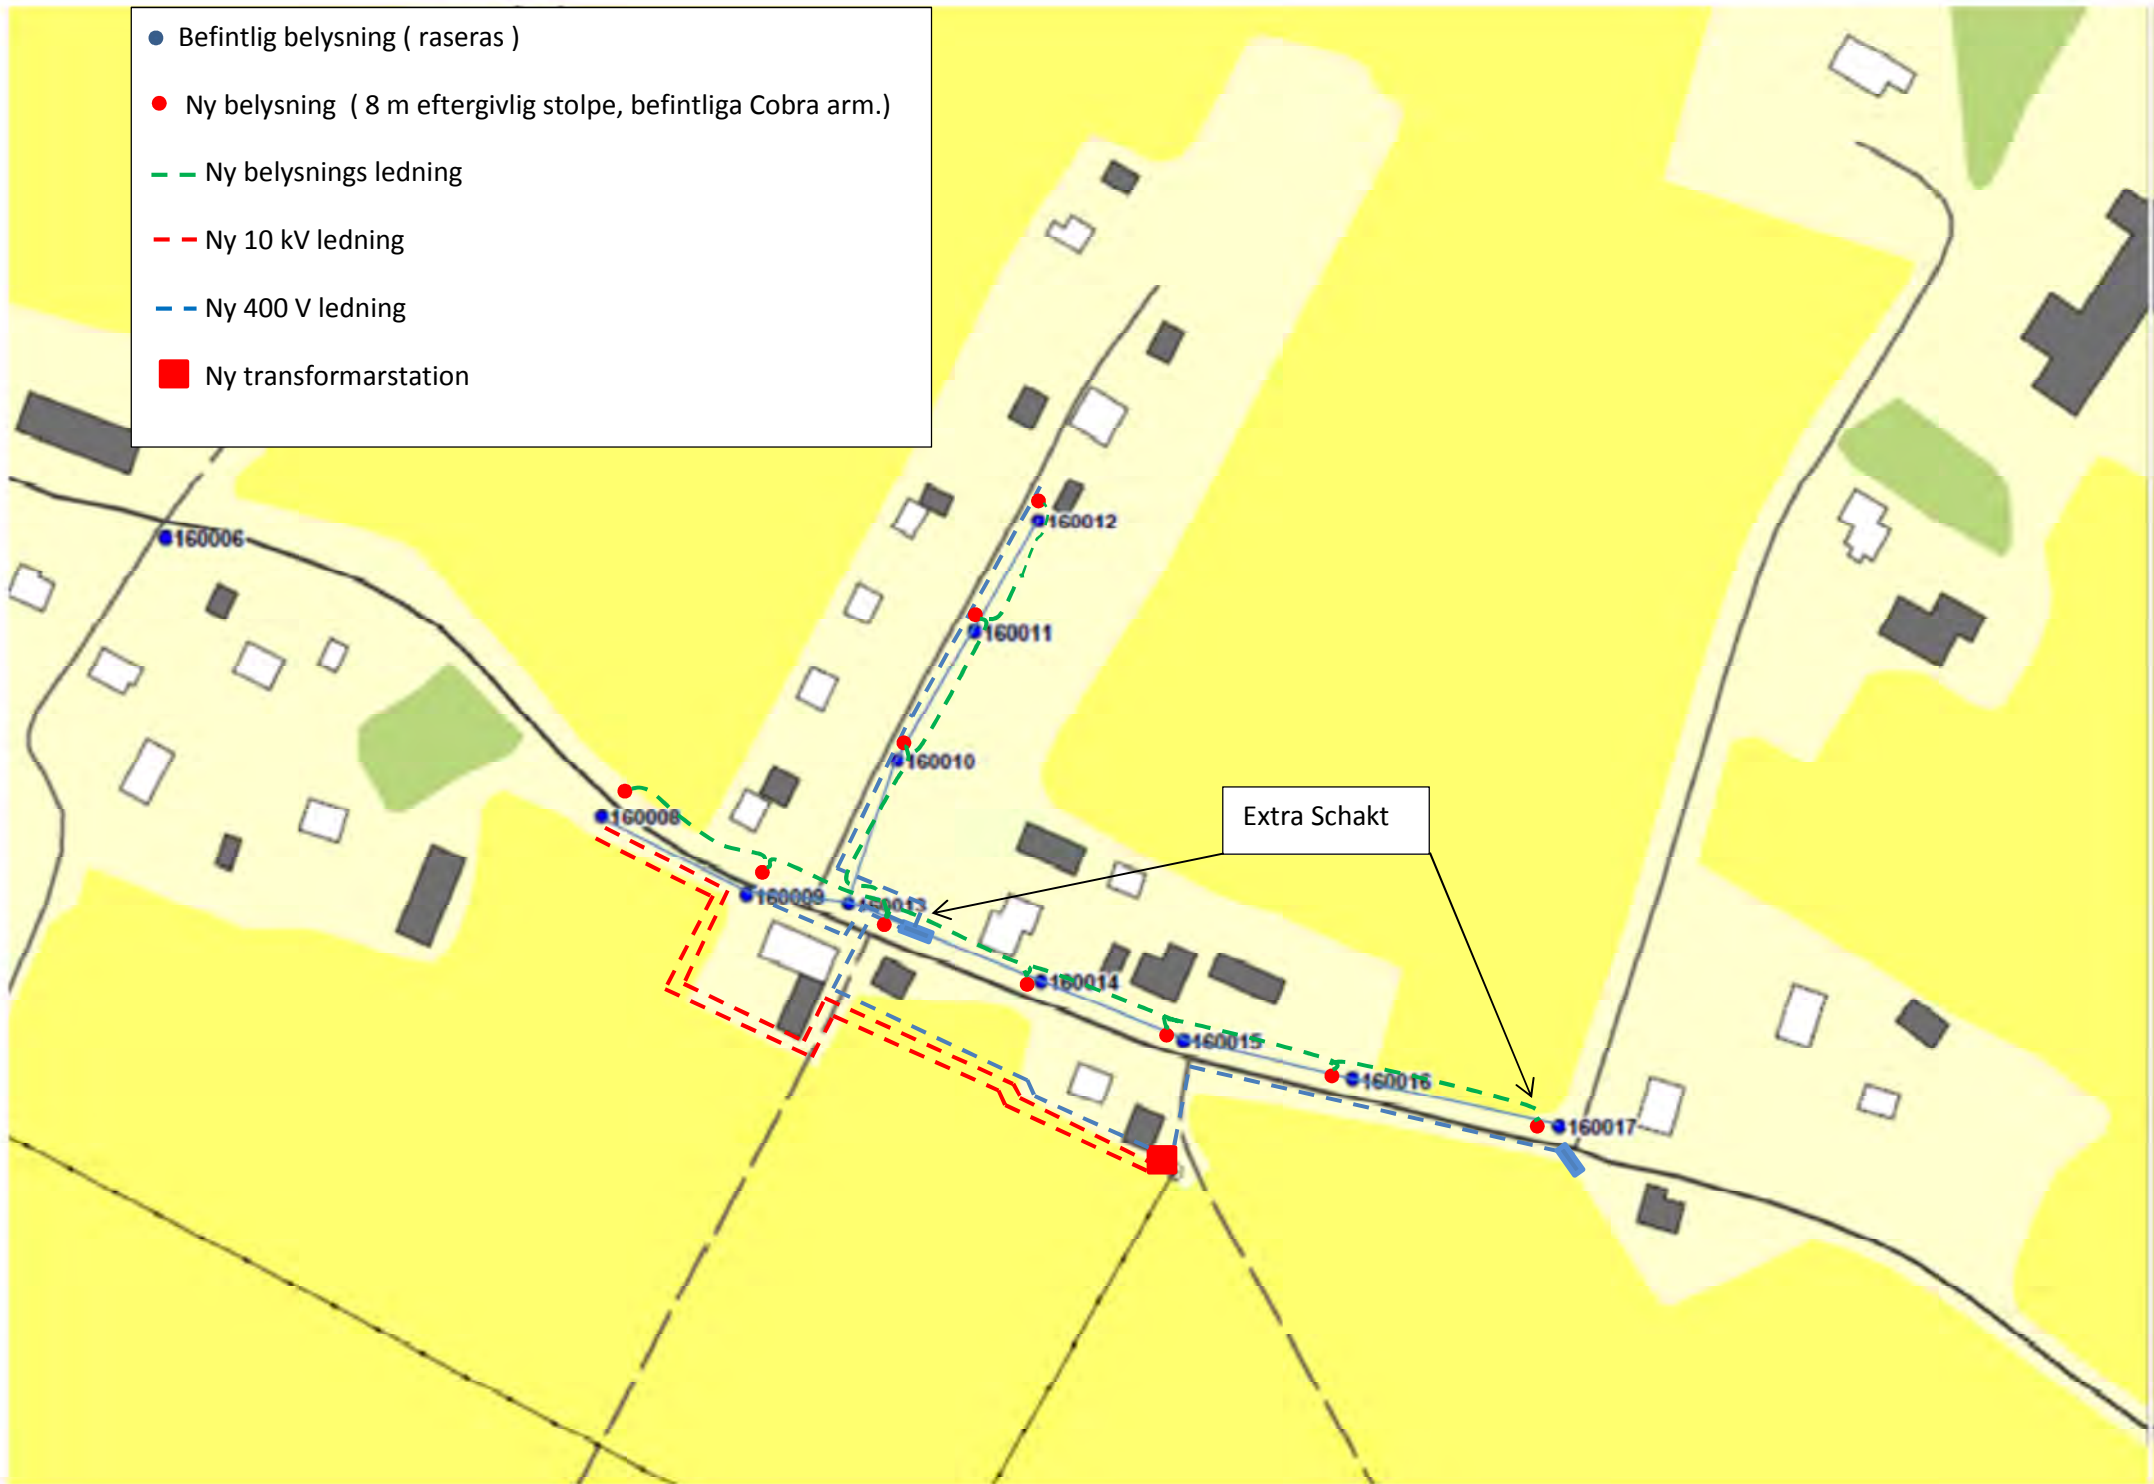 Befintlig belysning ( raseras )
Ny belysning ( 8 m eftergivlig stolpe, befintliga Cobra arm.)
Ny belysnings ledning
Ny 10 kV ledning
Ny 400 V ledning
Ny transformarstation
160012
160006
160011
160010
160008
Extra Schakt
160009
160013
160014
160015
160016
160017